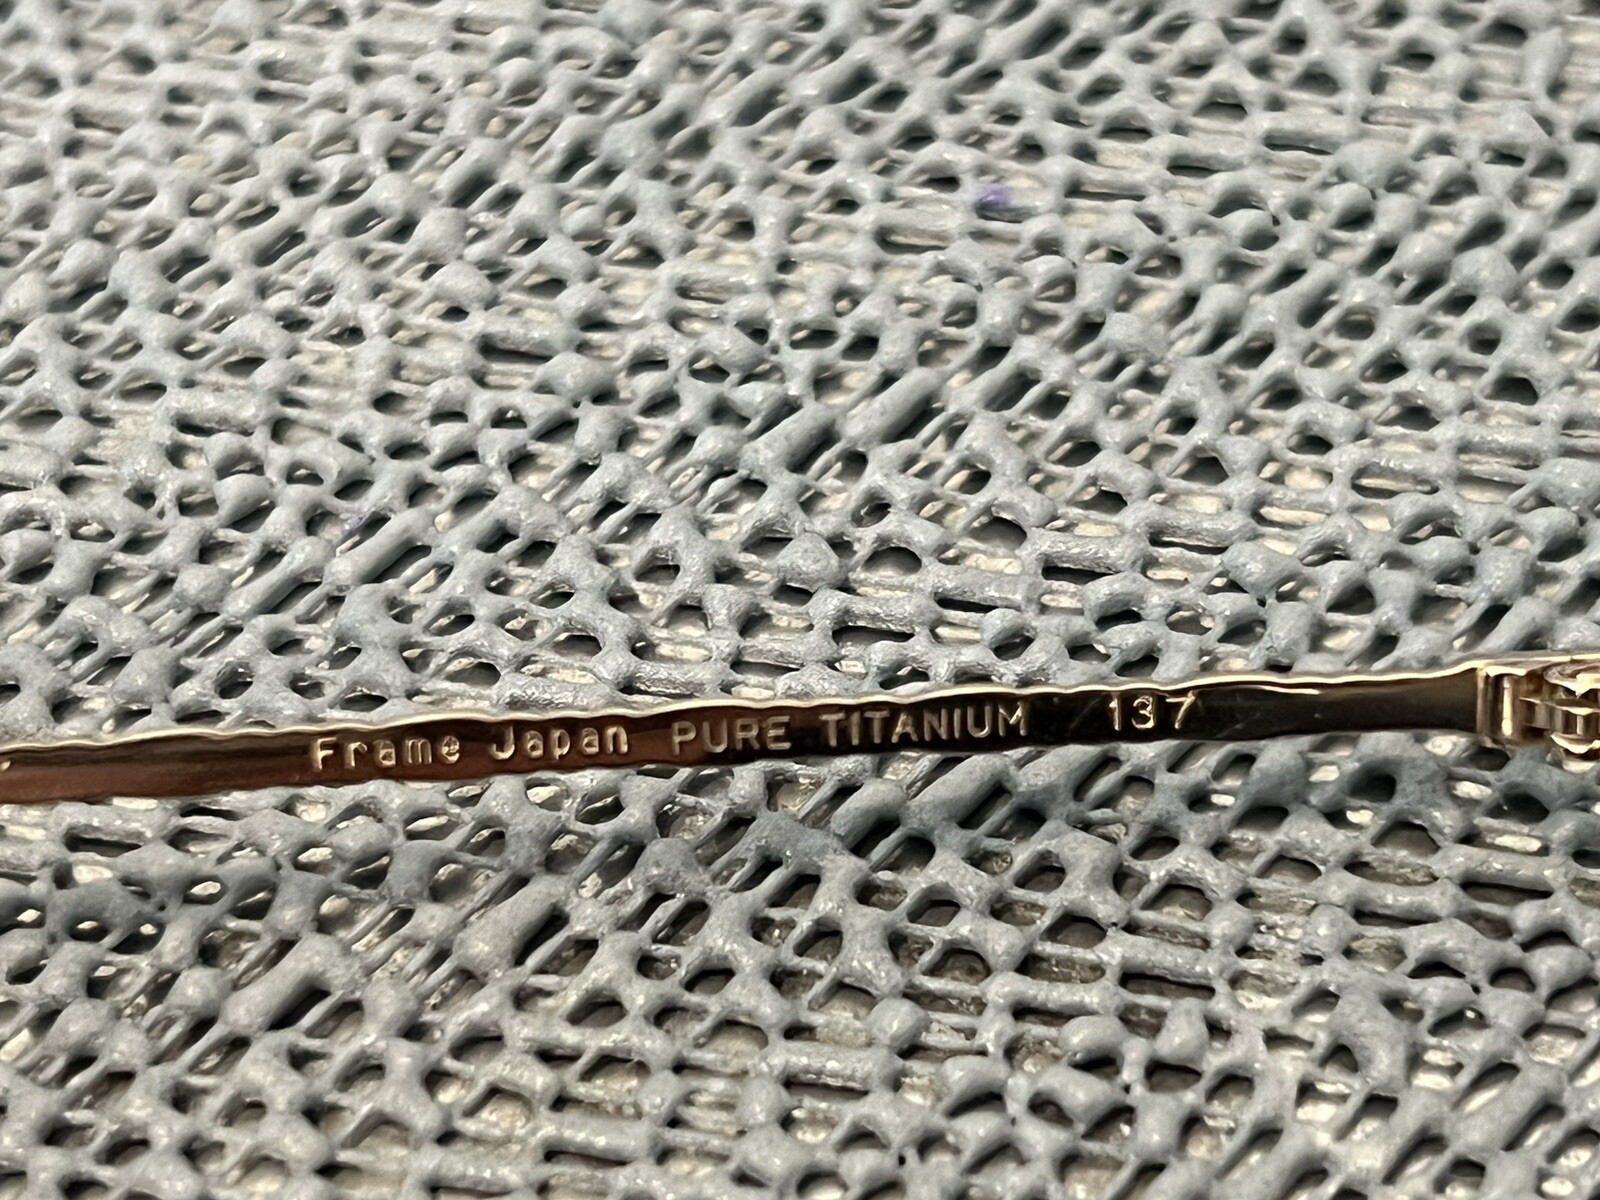 Frame Japan PURE TITANIUM 137